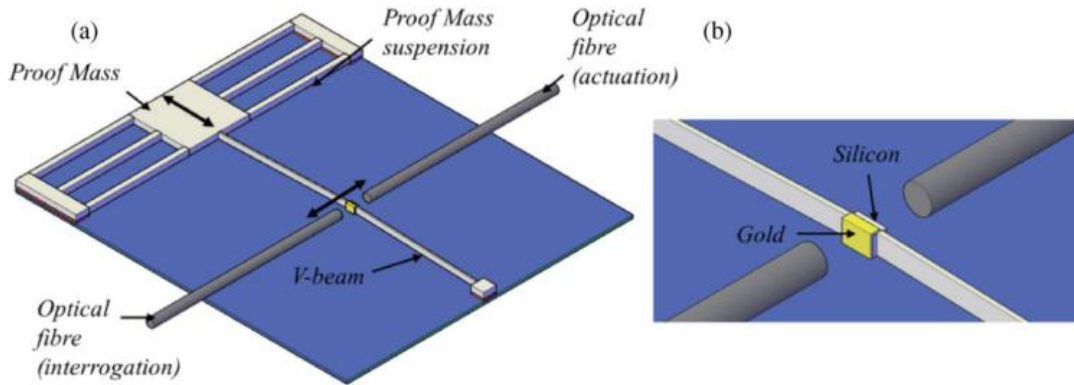 (a)
Proof Mass
suspension
Optical
fibre
(actuation)
Proof Mass
V-beam
Optical
fibre
(interrogation)
(b)
Silicon
Gold